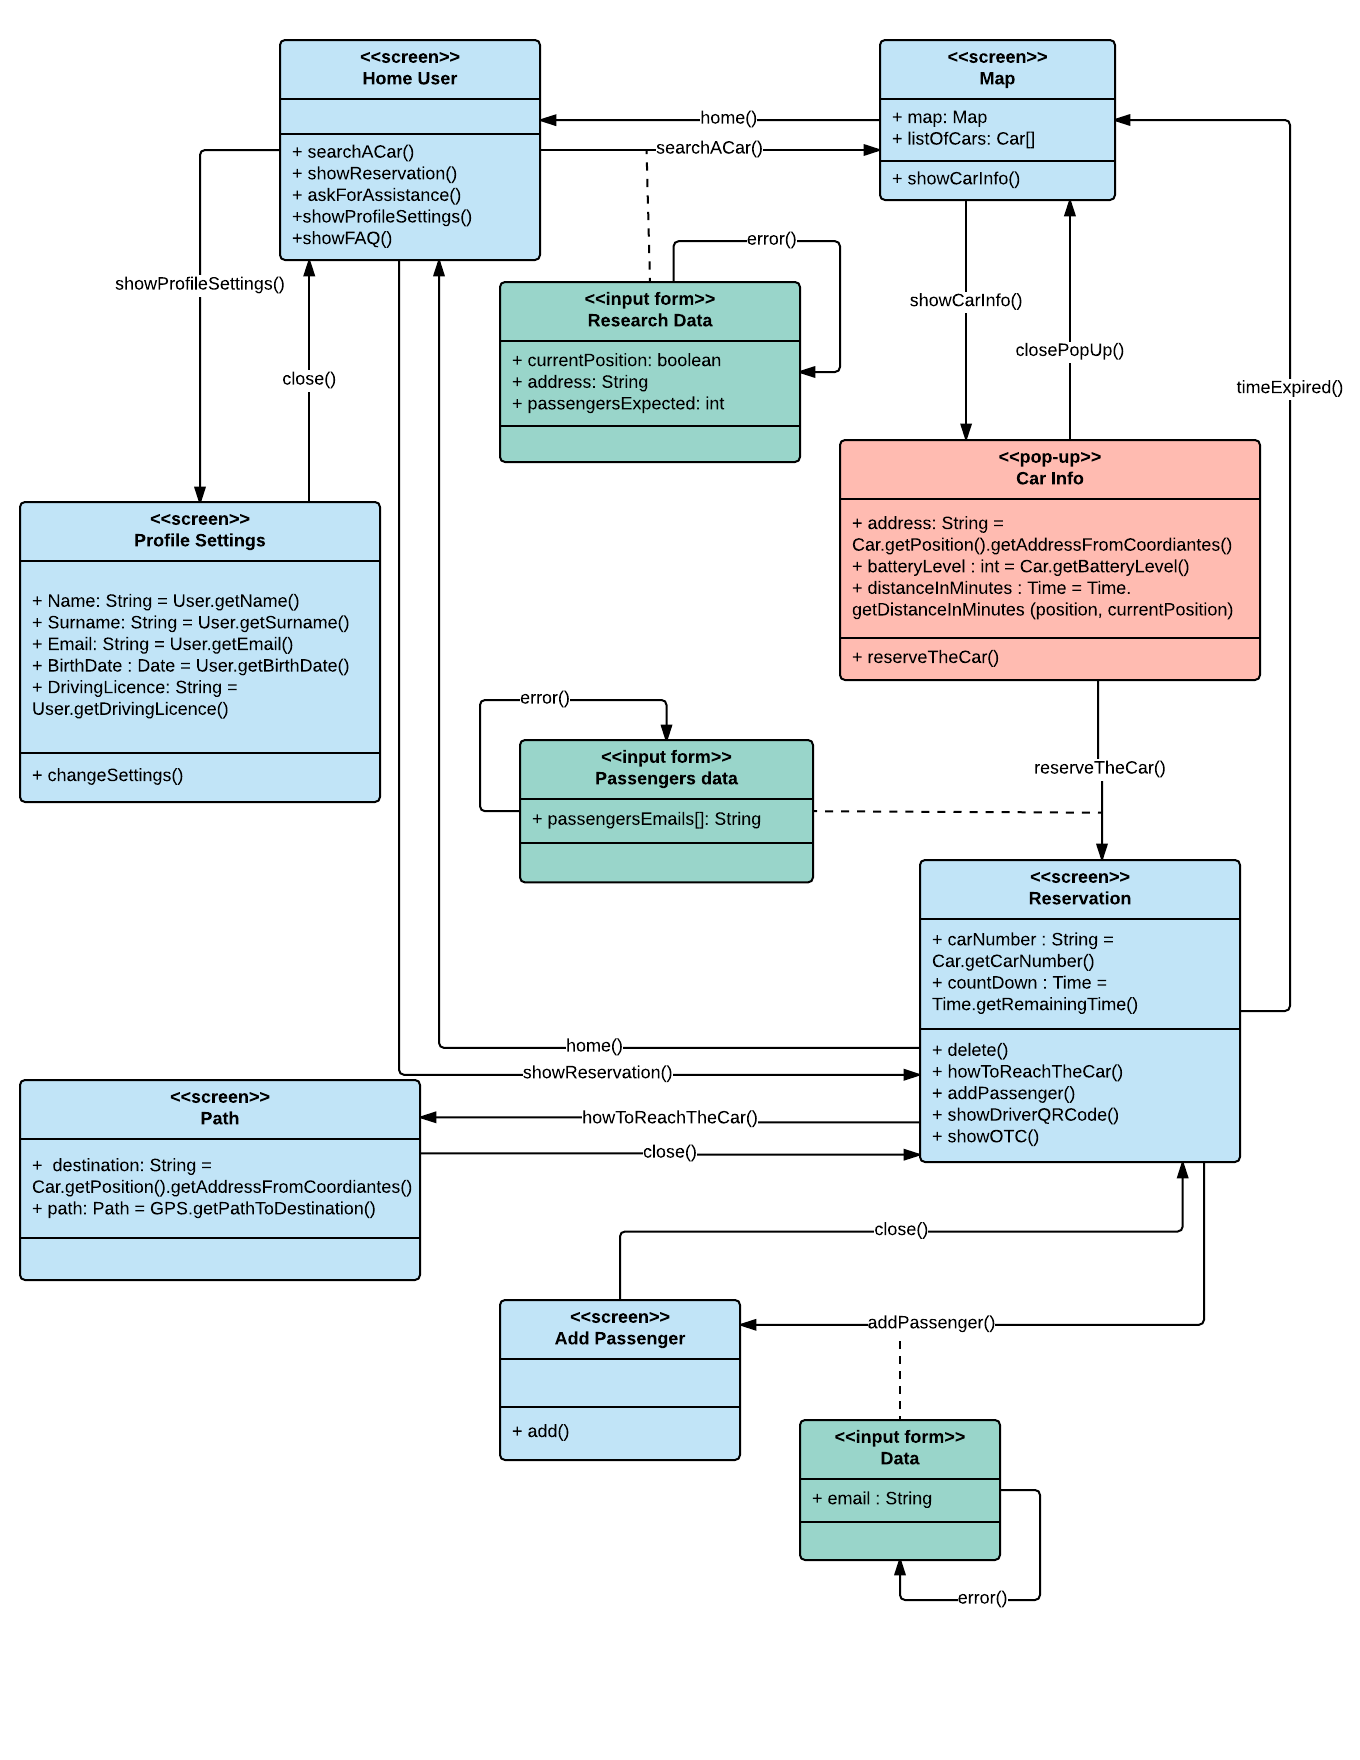 <<screen>>
Home User
+ searchACar()
+ showReservation()
+ askForAssistance()
+showProfileSettings()
+showFAQ()
<<screen>>
Map
+ map: Map
+ listOfCars: Car[]
+ showCarInfo()
home()
searchACar()
error()
<<input form>>
Research Data
+ currentPosition: boolean
+ address: String
+ passengersExpected: int
showProfileSettings()
close()
showCarInfo()
closePopUp()
timeExpired()
<<pop-up>>
Car Info
+ address: String =
Car.getPosition().getAddressFromCoordiantes()
+ batteryLevel : int = Car.getBatteryLevel()
+ distanceInMinutes : Time = Time.
getDistanceInMinutes (position, currentPosition)
+ reserveTheCar()
<<screen>>
Profile Settings
+ Name: String = User.getName()
+ Surname: String = User.getSurname()
+ Email: String = User.getEmail()
+ BirthDate : Date = User.getBirthDate()
+ DrivingLicence: String =
User.getDrivingLicence()
+ changeSettings()
error()
<<input form>>
Passengers data
+ passengersEmails[]: String
reserveTheCar()
<<screen>>
Reservation
+ carNumber : String =
Car.getCarNumber()
+ countDown : Time =
Time.getRemainingTime()
+ delete()
+ howToReachTheCar()
+ addPassenger()
+ showDriverQRCode()
+ showOTC()
home()
showReservation()
howToReachTheCar()
close()
<<screen>>
Path
+  destination: String =
Car.getPosition().getAddressFromCoordiantes()
+ path: Path = GPS.getPathToDestination()
close()
<<screen>>
Add Passenger
+ add()
addPassenger()
<<input form>>
Data
+ email : String
error()